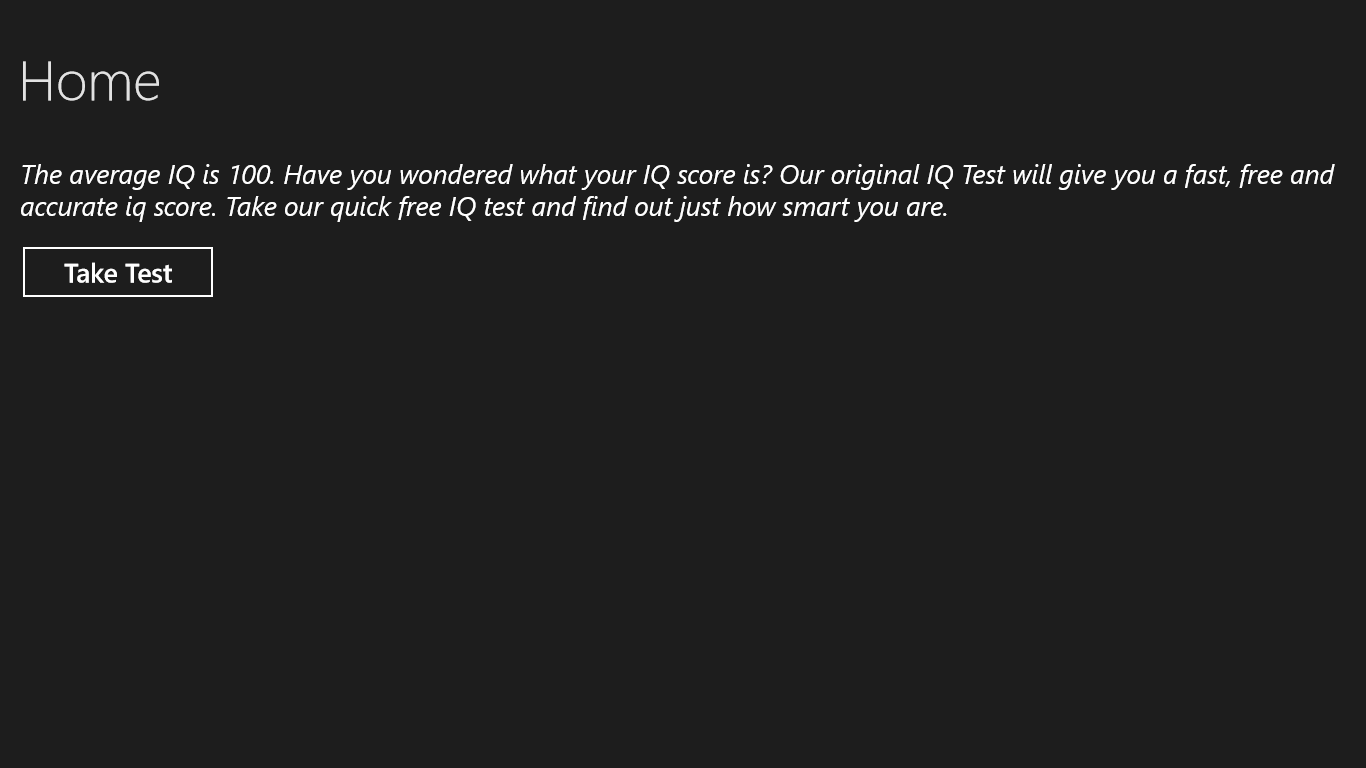 Home
The average IQ is 100. Have you wondered what your IQ score is? Our original IQ Test will give you a fast, free and
accurate iq score. Take our quick free IQ test and find out just how smart you are.
Take Test